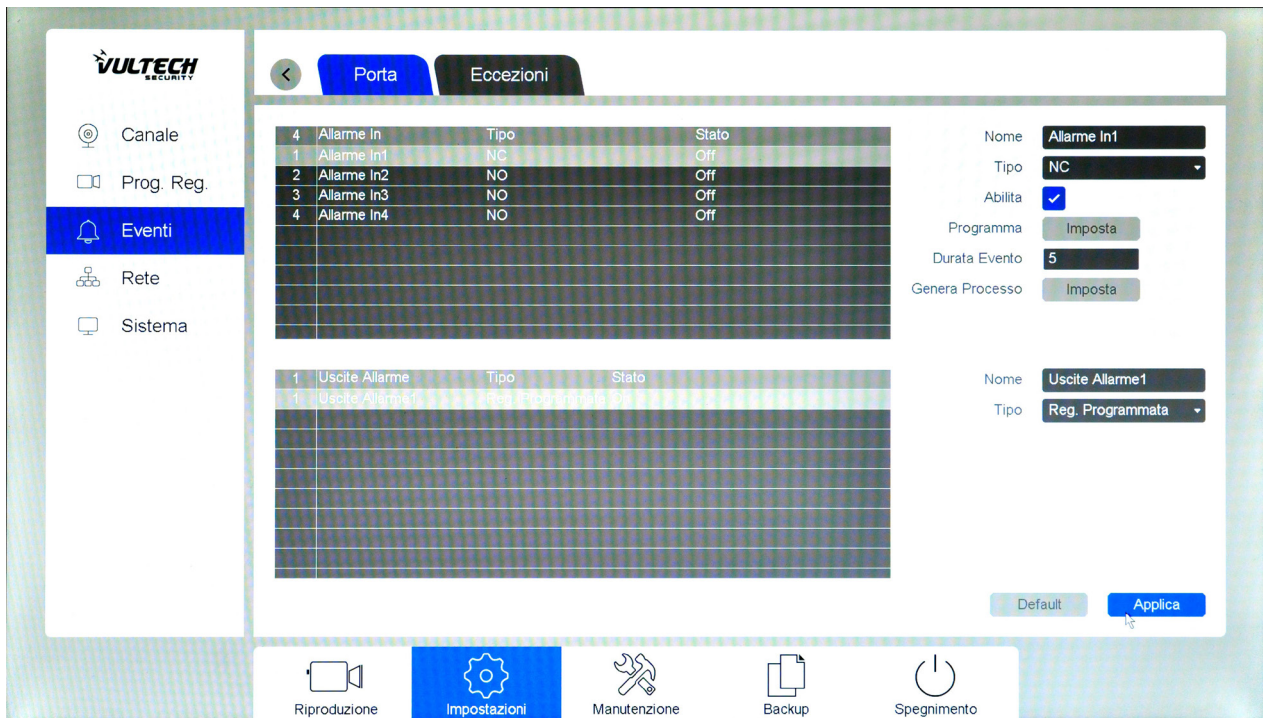 VULTECH
SECURITY
Porta
Eccezioni
Canale
Prog. Reg.
Eventi
Rete
Sistema
4 Allarme In Tipo Stato
1 Allarme In1 NC Off
2 Allarme In2 NO Off
3 Allarme In3 NO Off
4 Allarme In4 NO Off
Nome Allarme In1
Tipo NC
Abilita
Programma Imposta
Durata Evento 5
Genera Processo Imposta
1 Uscite Allarme Tipo Stato
1 Uscite Allarme1 Reg. Programmata On
Nome Uscite Allarme1
Tipo Reg. Programmata
Default
Applica
Riproduzione
Impostazioni
Manutenzione
Backup
Spegnimento